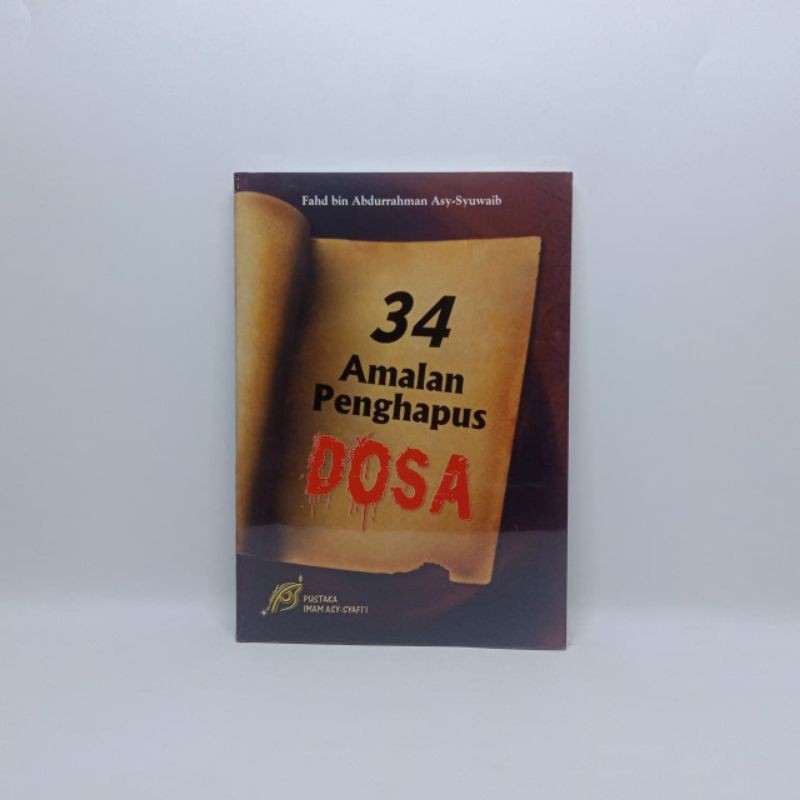 Fahd bin Abdurrahman Asy-Syuwaib
34
Amalan
Penghapus
DOSA
PUSTAKA
IMAM ASY-SYAFI'I